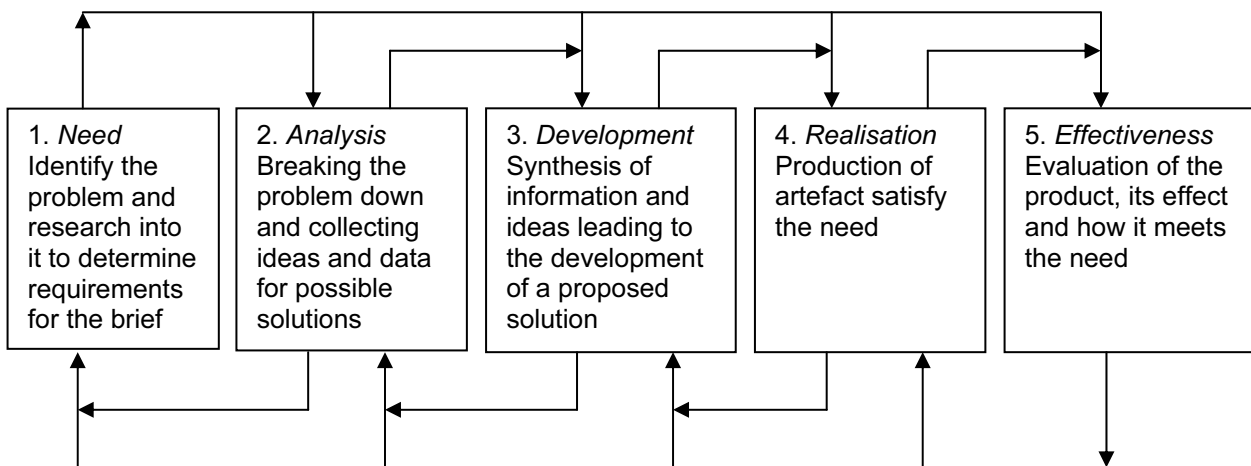 1. Need
Identify the
problem and
research into
it to determine
requirements
for the brief
2. Analysis
Breaking the
problem down
and collecting
ideas and data
for possible
solutions
3. Development
Synthesis of
information and
ideas leading to
the development
of a proposed
solution
4. Realisation
Production of
artefact satisfy
the need
5. Effectiveness
Evaluation of the
product, its effect
and how it meets
the need